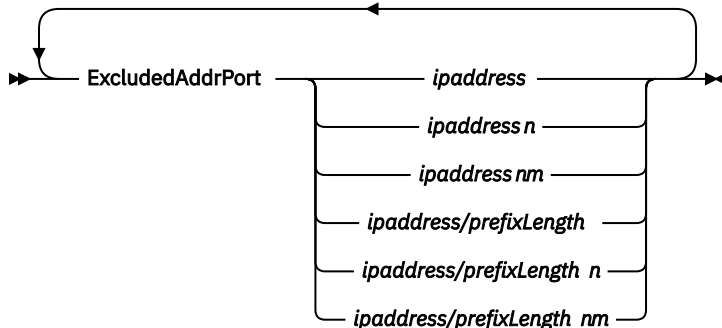 ExcludedAddrPort ipaddress
ipaddress n
ipaddress nm
ipaddress/prefixLength
ipaddress/prefixLength n
ipaddress/prefixLength nm